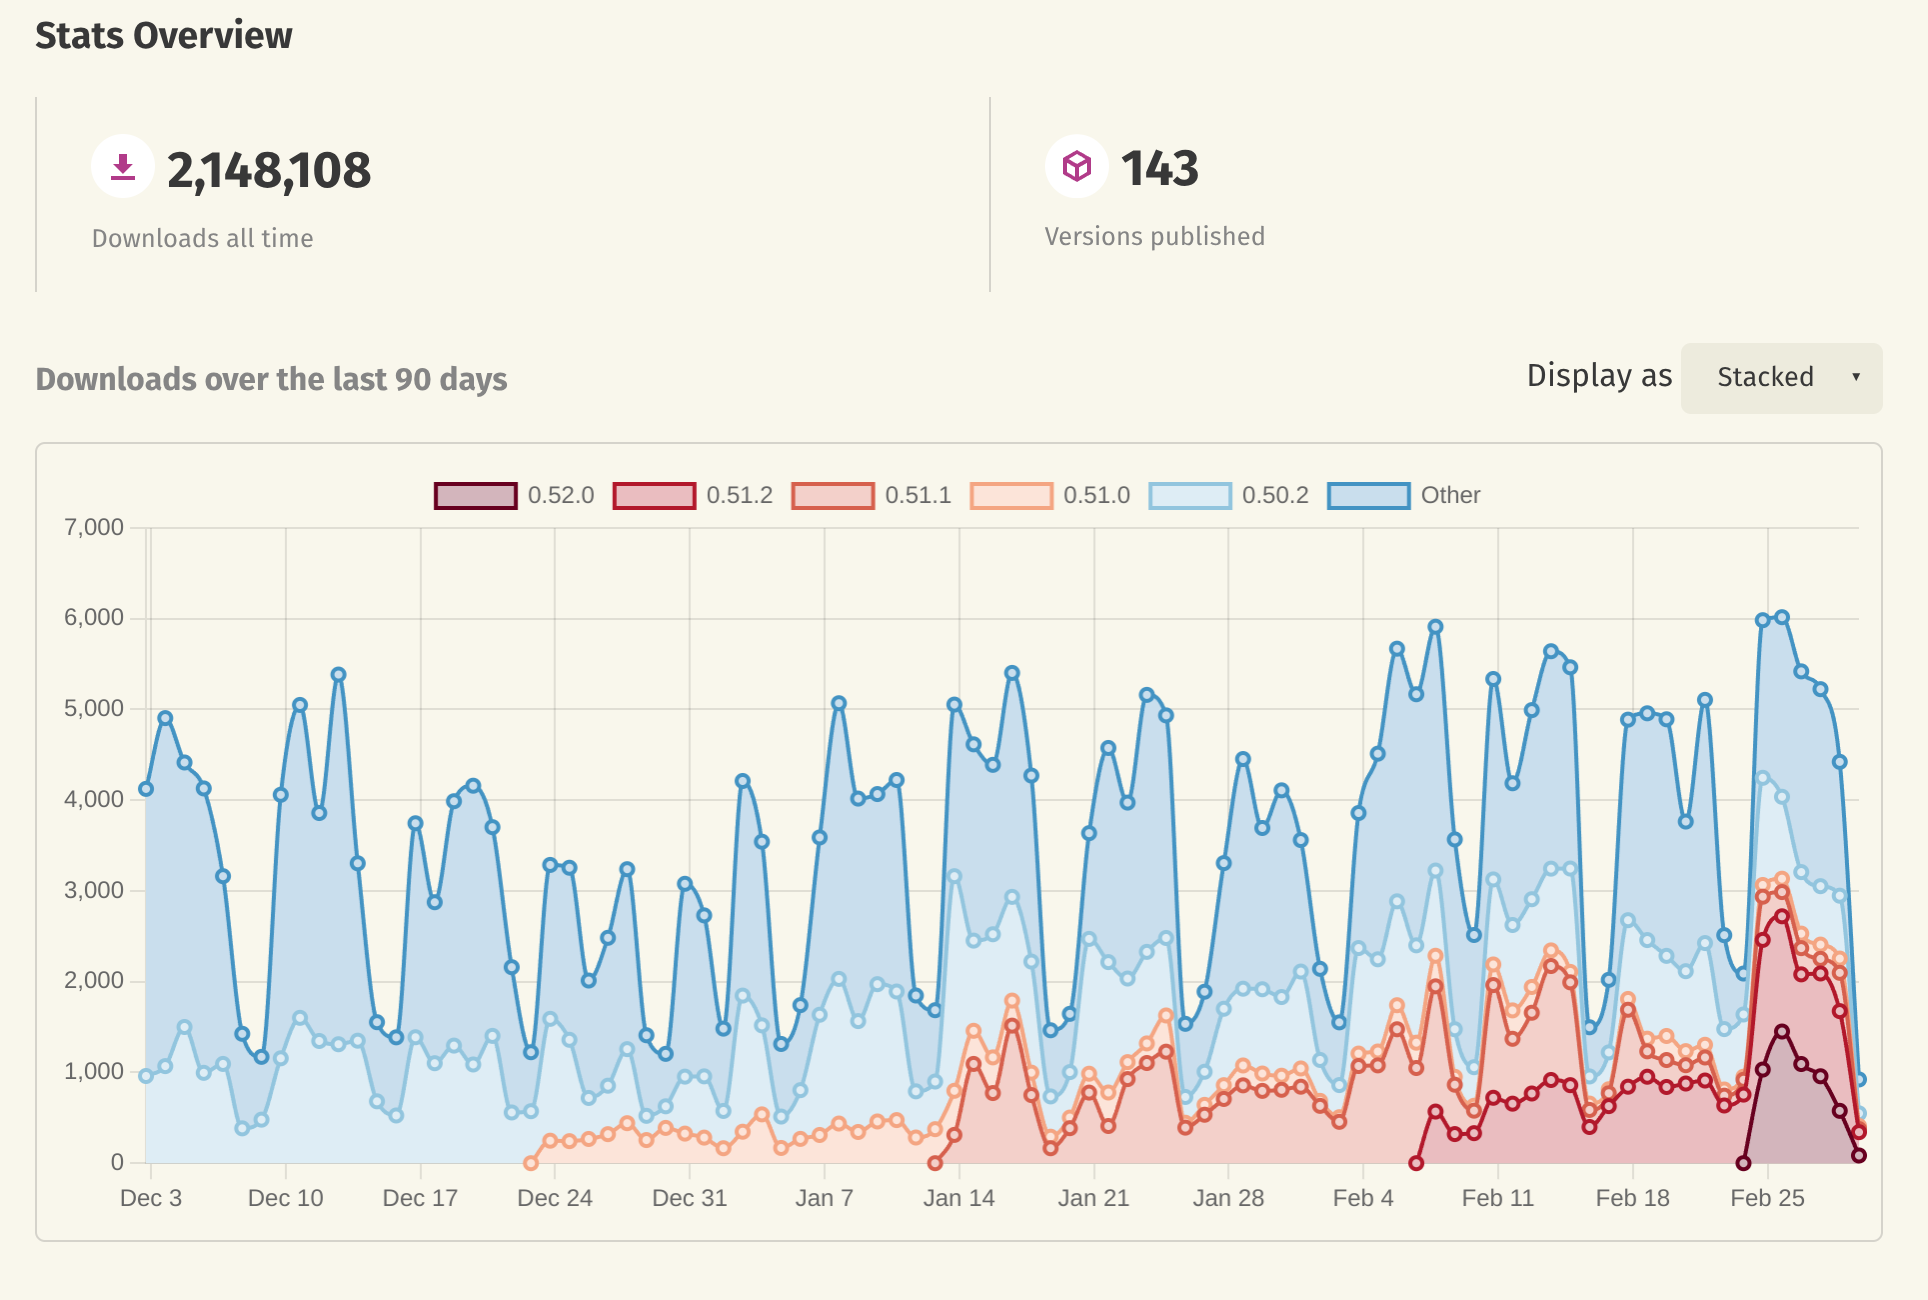 Stats Overview
2,148,108
Downloads all time
143
Versions published
Downloads over the last 90 days
Display as Stacked ▾
0.52.0 0.51.2 0.51.1 0.51.0 0.50.2 Other
7,000
6,000
5,000
4,000
3,000
2,000
1,000
0
Dec 3 Dec 10 Dec 17 Dec 24 Dec 31 Jan 7 Jan 14 Jan 21 Jan 28 Feb 4 Feb 11 Feb 18 Feb 25